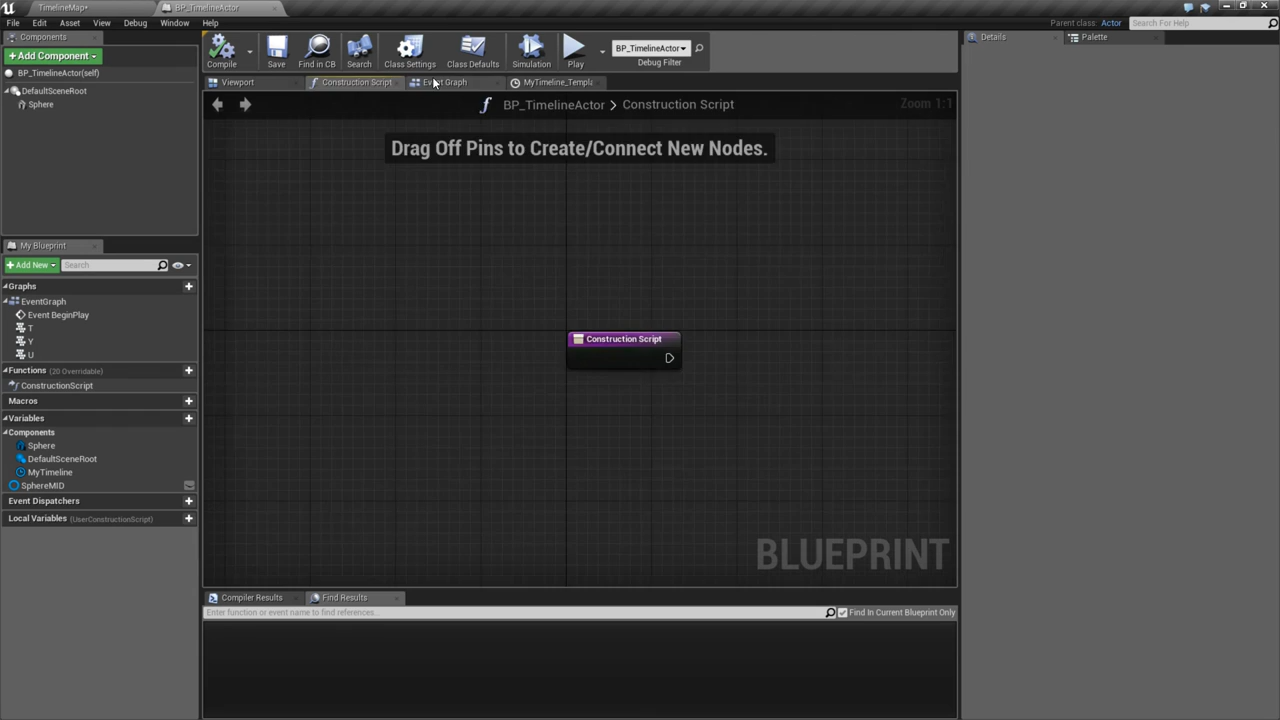 TimelineMap*
BP_TimelineActor
File Edit Asset View Debug Window Help
Parent class: Actor
Search For Help
Components
Details
Palette
Add Component
BP_TimelineActor(self)
DefaultSceneRoot
Sphere
Compile
Save
Find in CB
Search
Class Settings
Class Defaults
Simulation
Play
BP_TimelineActor
Debug Filter
Viewport
Construction Script
Event Graph
MyTimeline_Templ
BP_TimelineActor > Construction Script
Zoom 1:1
Drag Off Pins to Create/Connect New Nodes.
My Blueprint
Add New
Search
Graphs
EventGraph
Event BeginPlay
T
Y
U
Functions (20 Overridable)
ConstructionScript
Macros
Variables
Components
Sphere
DefaultSceneRoot
MyTimeline
SphereMID
Event Dispatchers
Local Variables (UserConstructionScript)
Construction Script
BLUEPRINT
Compiler Results
Find Results
Enter function or event name to find references...
Find In Current Blueprint Only